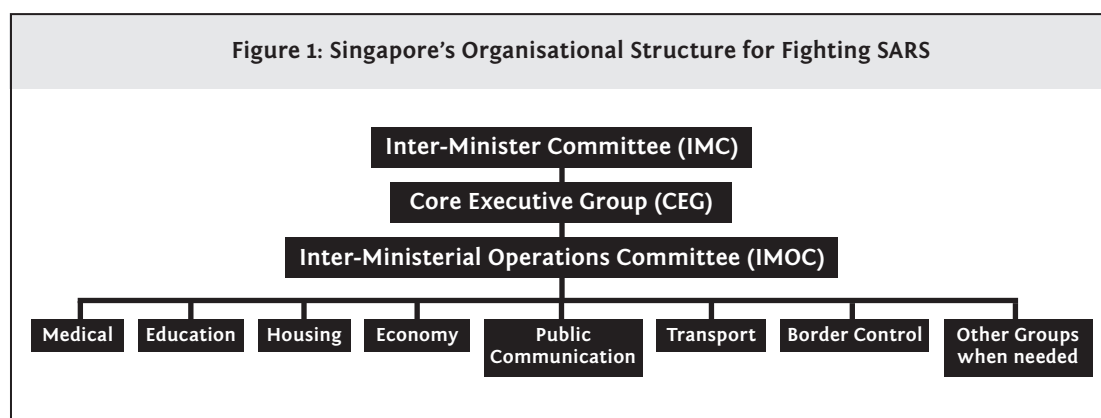 Figure 1: Singapore's Organisational Structure for Fighting SARS
Inter-Minister Committee (IMC)
Core Executive Group (CEG)
Inter-Ministerial Operations Committee (IMOC)
Medical
Education
Housing
Economy
Public
Communication
Transport
Border Control
Other Groups
when needed